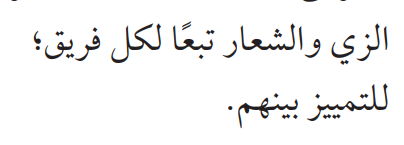 الزي والشعار تبعًا لكل فريق؛
للتمييز بينهم.